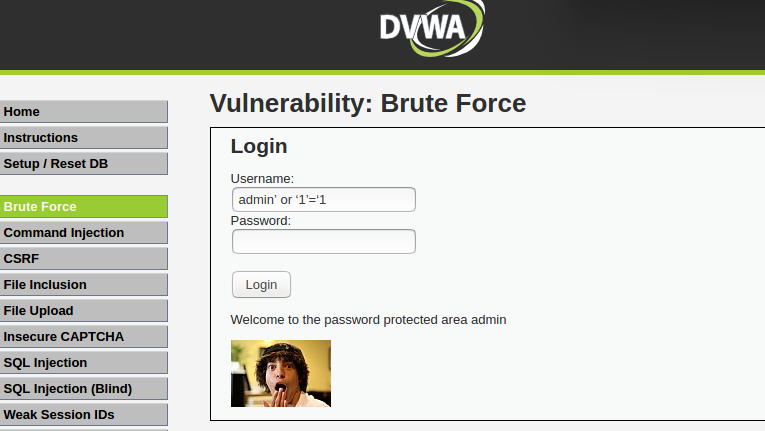 DVWA
Home
Instructions
Setup / Reset DB
Brute Force
Command Injection
CSRF
File Inclusion
File Upload
Insecure CAPTCHA
SQL Injection
SQL Injection (Blind)
Weak Session IDs
Vulnerability: Brute Force
Login
Username:
admin’ or ‘1’=‘1
Password:
Login
Welcome to the password protected area admin